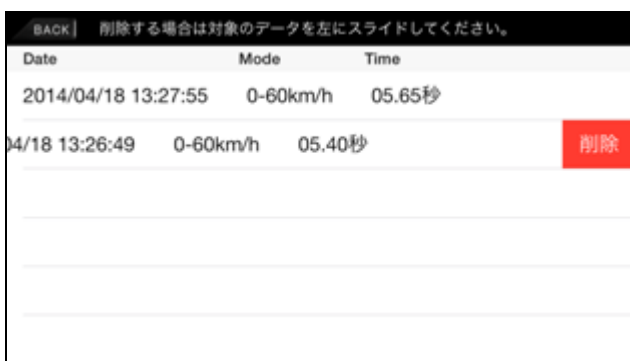 BACK 削除する場合は対象のデータを左にスライドしてください。
Date Mode Time
2014/04/18 13:27:55 0-60km/h 05.65秒
04/18 13:26:49 0-60km/h 05.40秒 削除